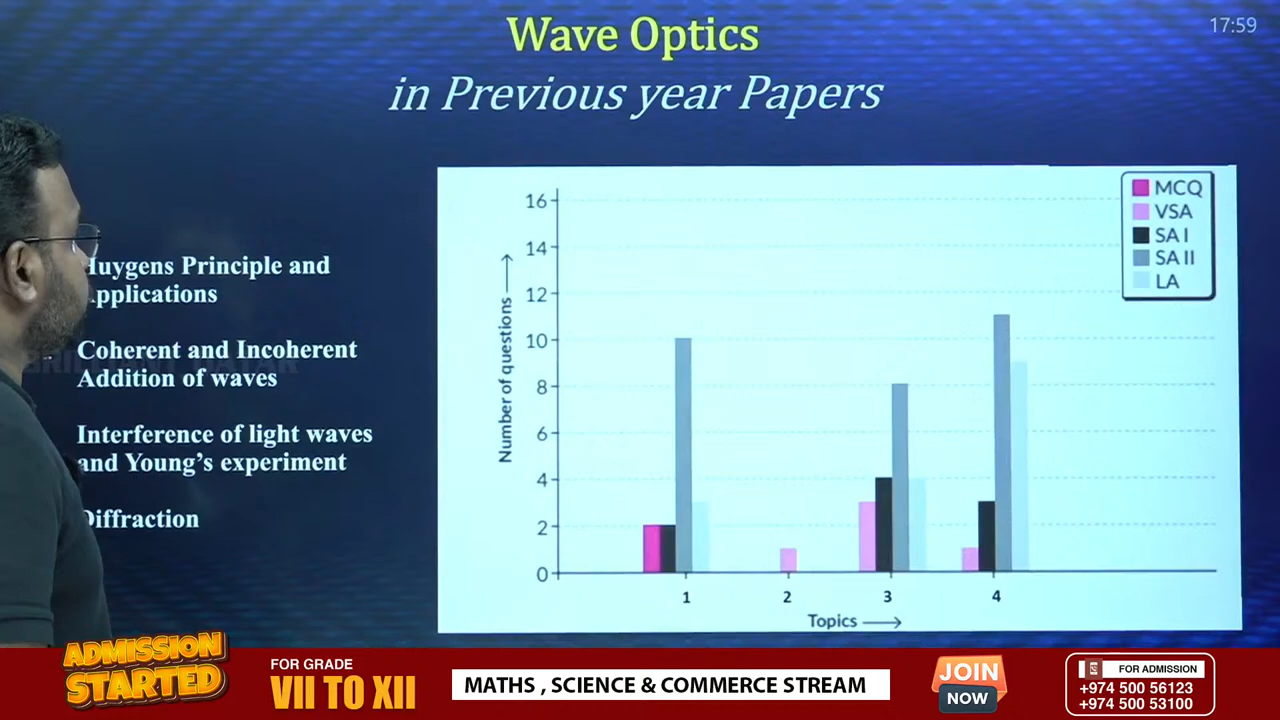 Wave Optics
17:59
in Previous year Papers
Huygens Principle and
Applications
Coherent and Incoherent
Addition of waves
Interference of light waves
and Young's experiment
Diffraction
BRILLIANT QATAR
MCQ
VSA
SA I
SA II
LA
Number of questions
16
14
12
10
8
6
4
2
0
1 2 3 4
Topics
ADMISSION
STARTED
FOR GRADE
VII TO XII
MATHS , SCIENCE & COMMERCE STREAM
JOIN
NOW
FOR ADMISSION
+974 500 56123
+974 500 53100